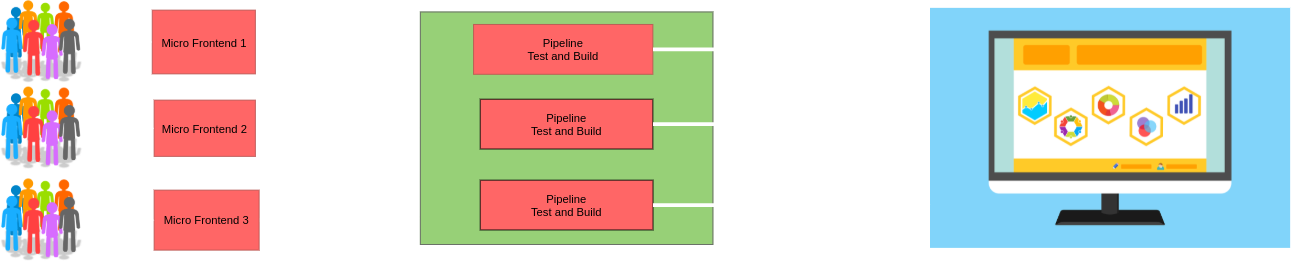 Micro Frontend 1
Pipeline
Test and Build
Micro Frontend 2
Pipeline
Test and Build
Micro Frontend 3
Pipeline
Test and Build